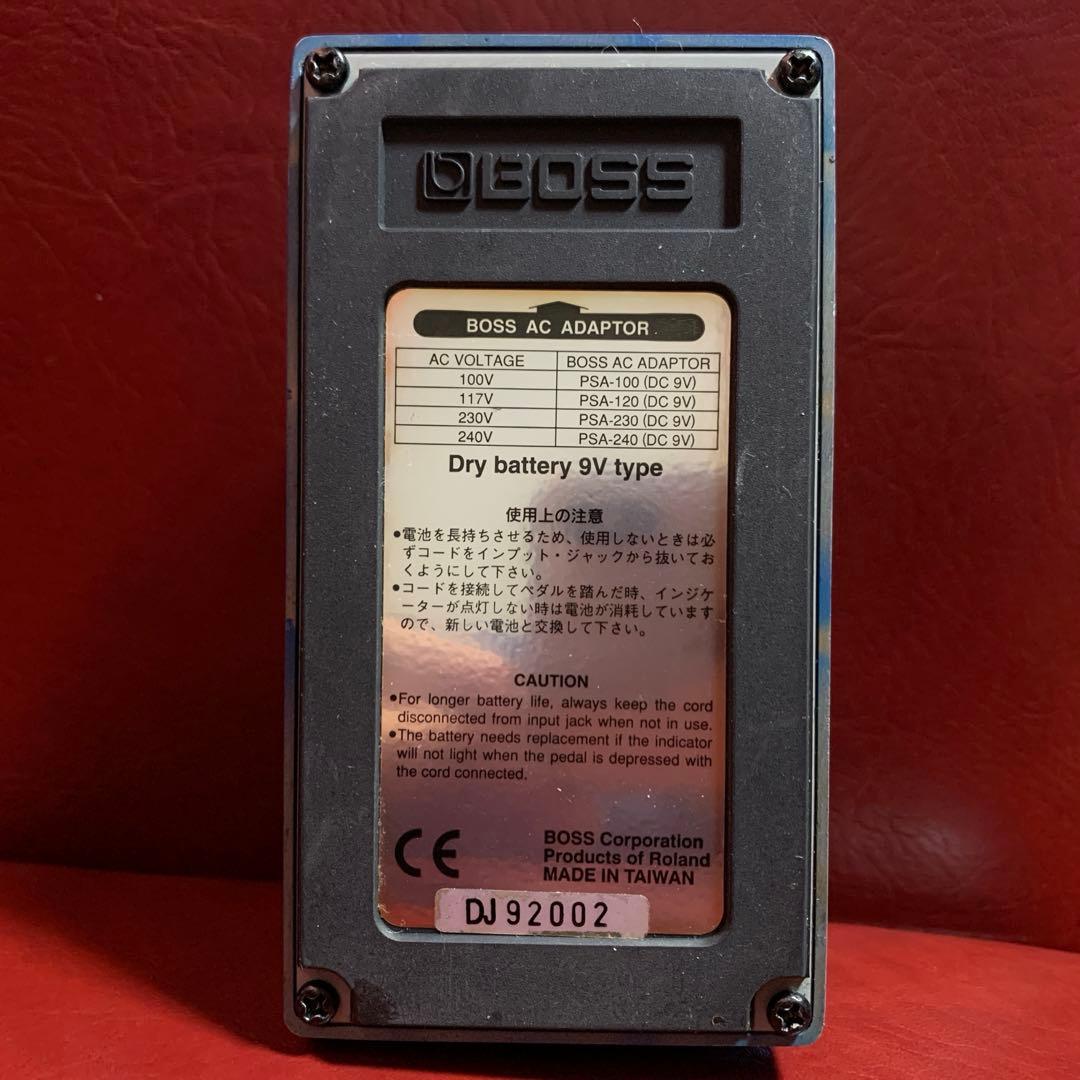 BOSS
BOSS AC ADAPTOR
AC VOLTAGE BOSS AC ADAPTOR
100V PSA-100 (DC 9V)
117V PSA-120 (DC 9V)
230V PSA-230 (DC 9V)
240V PSA-240 (DC 9V)
Dry battery 9V type
使用上の注意
●電池を長持ちさせるため、使用しないときは必
ずコードをインプット・ジャックから抜いてお
くようにして下さい。
●コードを接続してペダルを踏んだ時、インジケ
ーターが点灯しない時は電池が消耗しています
ので、新しい電池と交換して下さい。
CAUTION
●For longer battery life, always keep the cord
disconnected from input jack when not in use.
●The battery needs replacement if the indicator
will not light when the pedal is depressed with
the cord connected.
CE
BOSS Corporation
Products of Roland
MADE IN TAIWAN
DJ 92002